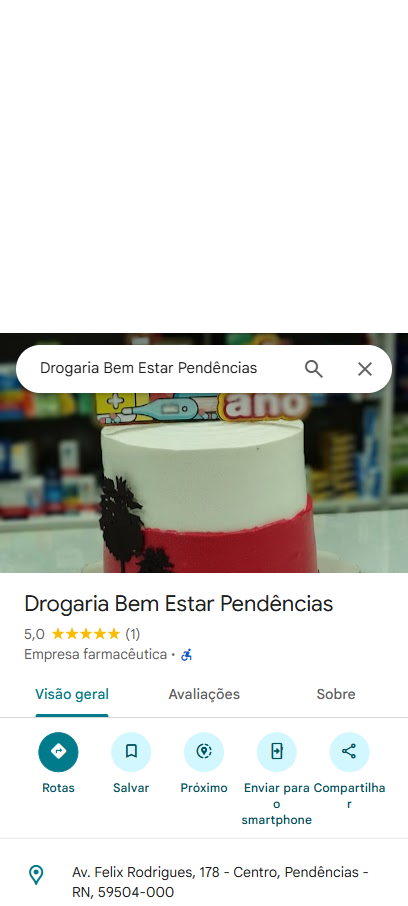 Drogaria Bem Estar Pendências
ano
Drogaria Bem Estar Pendências
5,0 (1)
Empresa farmacêutica ·
Visão geral Avaliações Sobre
Rotas Salvar Próximo Enviar para o smartphone Compartilhar
Av. Felix Rodrigues, 178 - Centro, Pendências -
RN, 59504-000